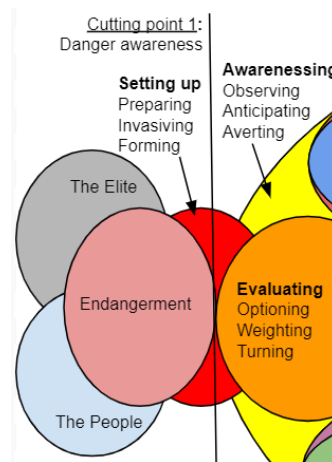 Cutting point 1:
Danger awareness
Setting up
Preparing
Invasiving
Forming
Awarenessing
Observing
Anticipating
Averting
The Elite
Endangerment
The People
Evaluating
Optioning
Weighting
Turning